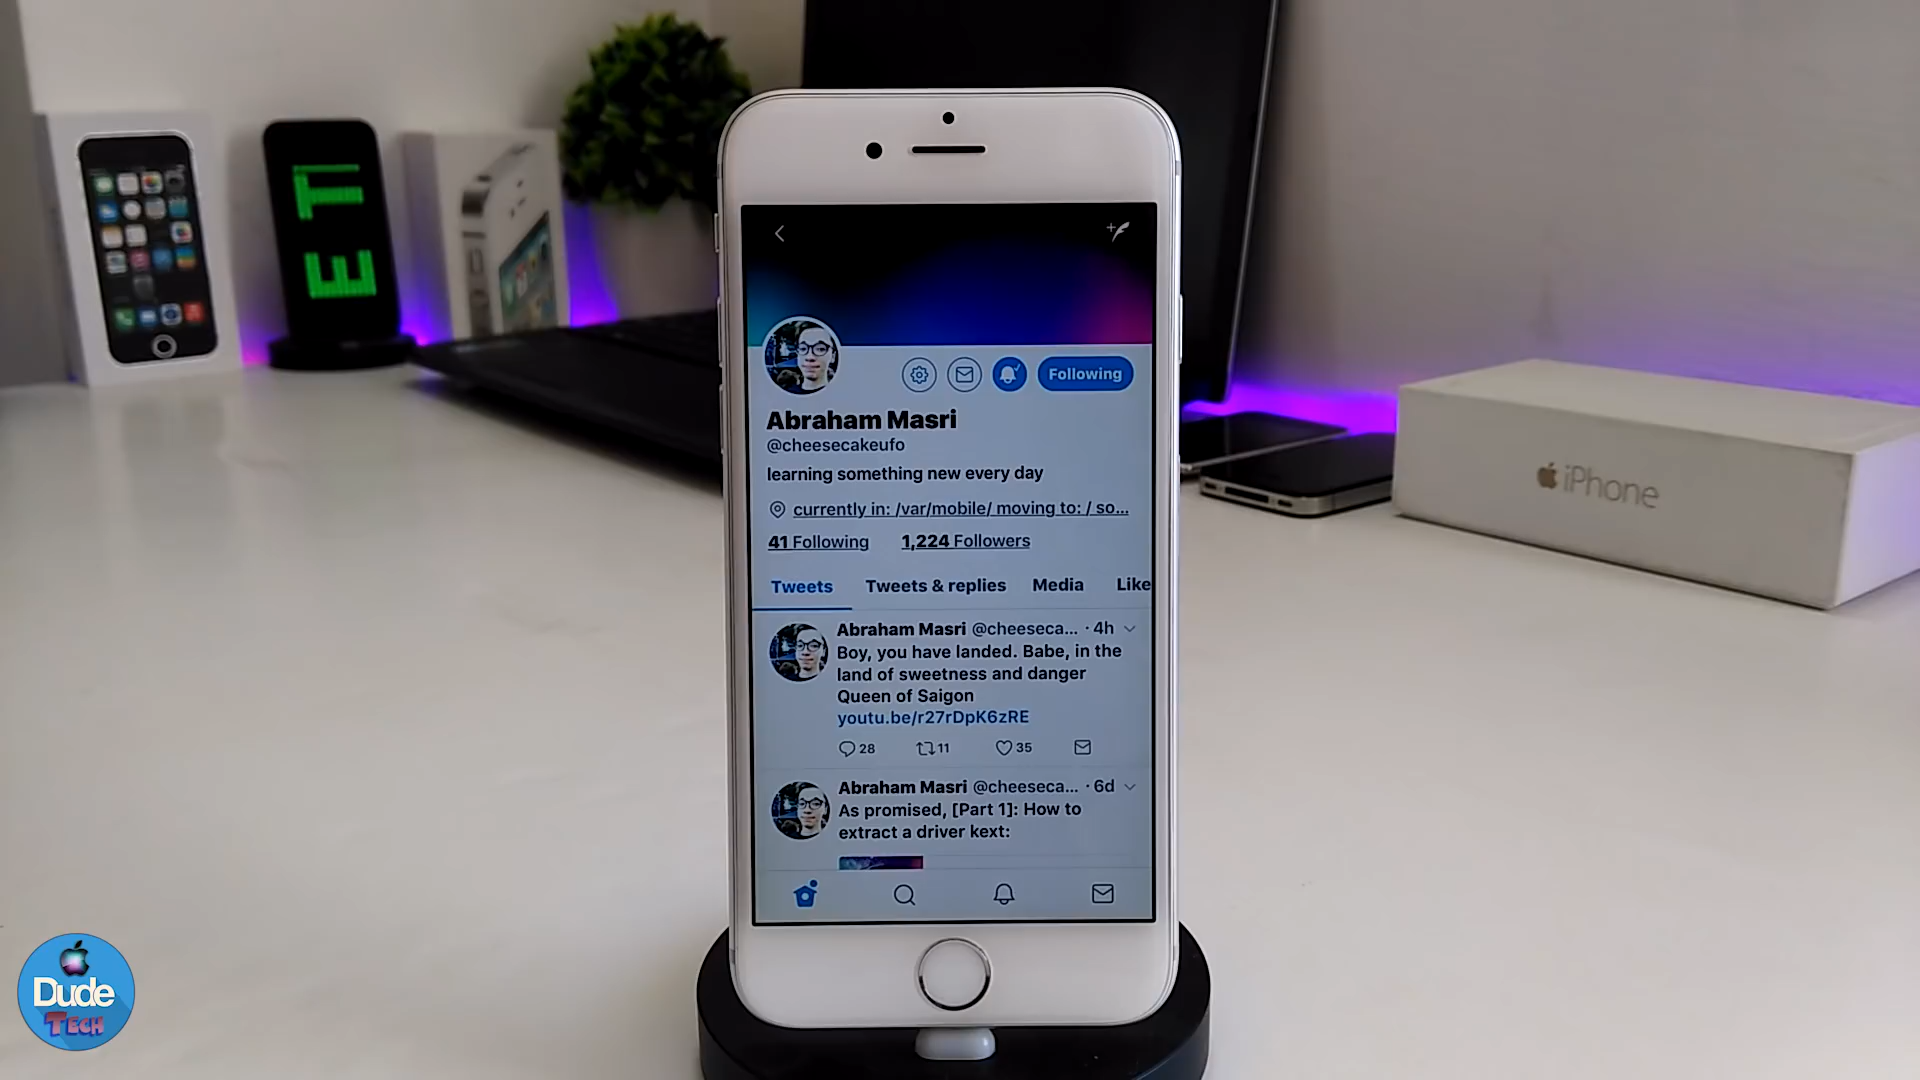 E T
Following
Abraham Masri
@cheesecakeufo
learning something new every day
currently in: /var/mobile/ moving to: / so...
41 Following 1,224 Followers
Tweets Tweets & replies Media Like
Abraham Masri @cheeseca... · 4h
Boy, you have landed. Babe, in the
land of sweetness and danger
Queen of Saigon
youtu.be/r27rDpK6zRE
28 11 35
Abraham Masri @cheeseca... · 6d
As promised, [Part 1]: How to
extract a driver kext:
iPhone
Dude
TECH